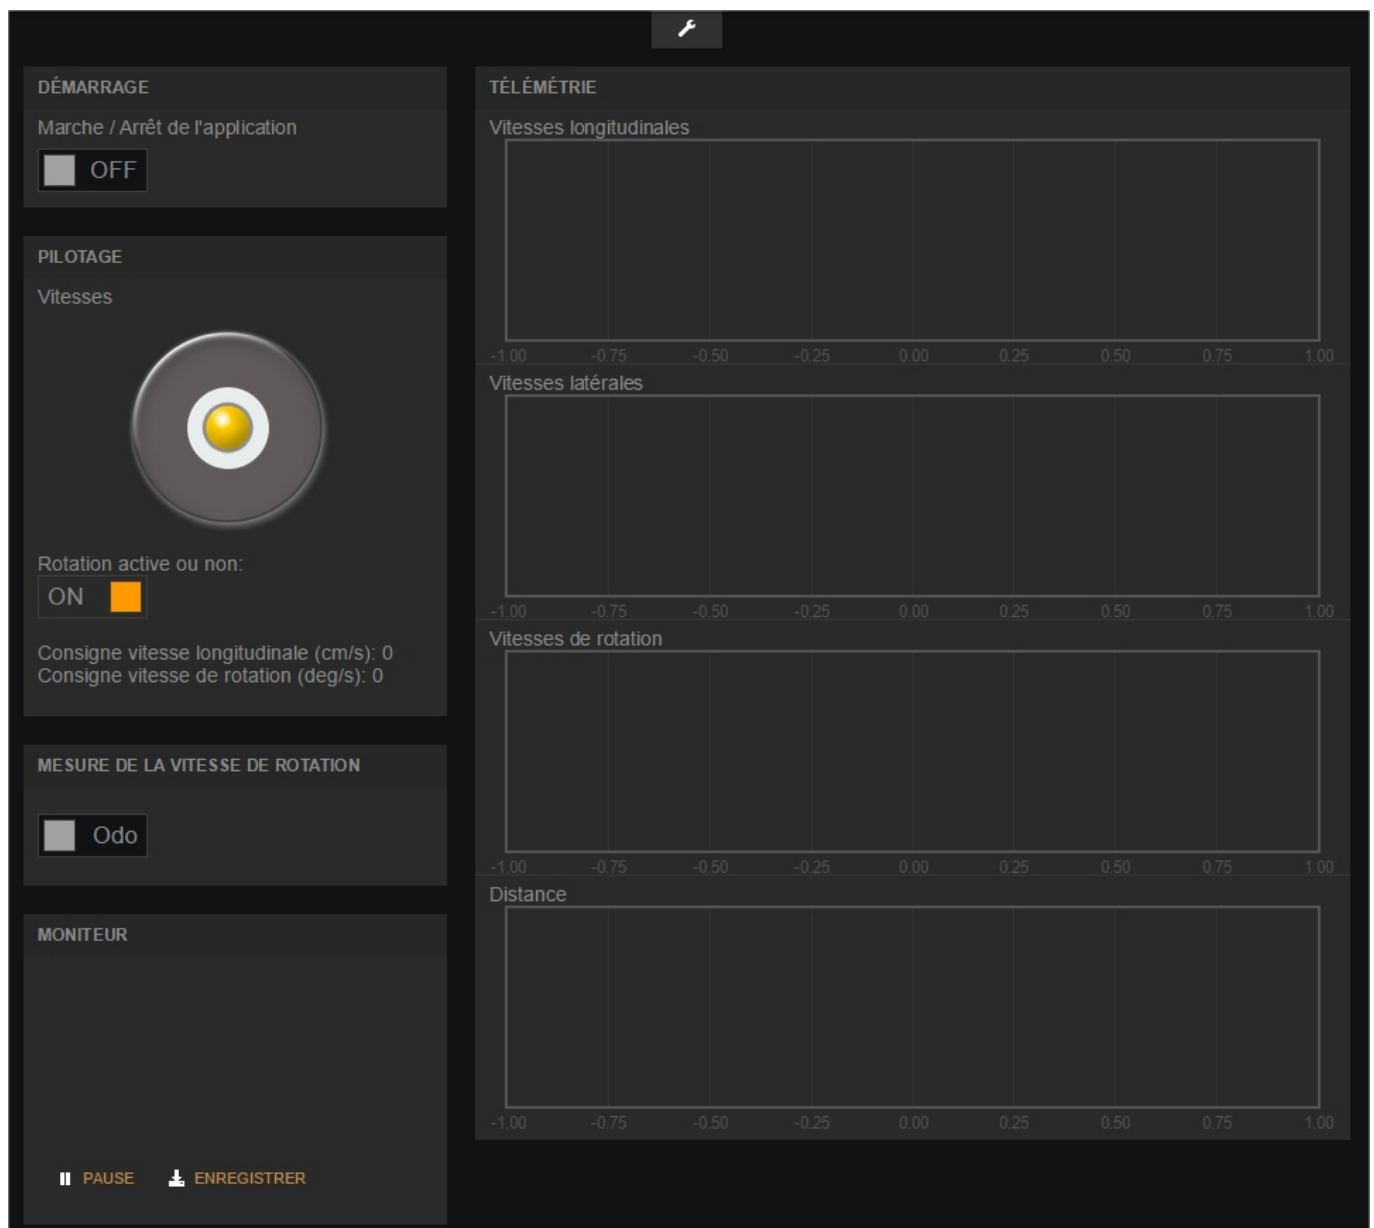 DÉMARRAGE
Marche / Arrêt de l'application
OFF
PILOTAGE
Vitesses
Rotation active ou non:
ON
Consigne vitesse longitudinale (cm/s): 0
Consigne vitesse de rotation (deg/s): 0
MESURE DE LA VITESSE DE ROTATION
Odo
MONITEUR
PAUSE ENREGISTRER
TÉLÉMÉTRIE
Vitesses longitudinales
-1.00 -0.75 -0.50 -0.25 0.00 0.25 0.50 0.75 1.00
Vitesses latérales
-1.00 -0.75 -0.50 -0.25 0.00 0.25 0.50 0.75 1.00
Vitesses de rotation
-1.00 -0.75 -0.50 -0.25 0.00 0.25 0.50 0.75 1.00
Distance
-1.00 -0.75 -0.50 -0.25 0.00 0.25 0.50 0.75 1.00